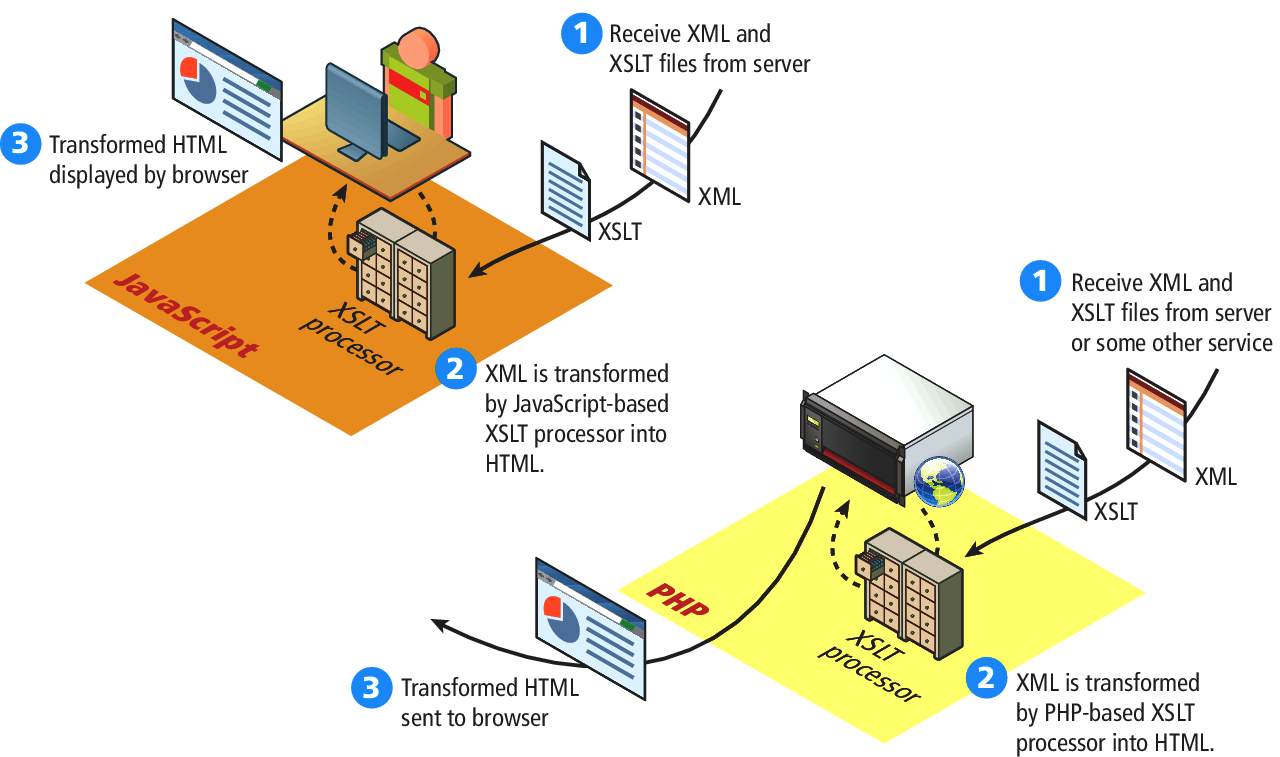 1 Receive XML and
XSLT files from server
XML
XSLT
3 Transformed HTML
displayed by browser
JavaScript
XSLT
processor
2 XML is transformed
by JavaScript-based
XSLT processor into
HTML.
1 Receive XML and
XSLT files from server
or some other service
XML
XSLT
PHP
XSLT
processor
2 XML is transformed
by PHP-based XSLT
processor into HTML.
3 Transformed HTML
sent to browser